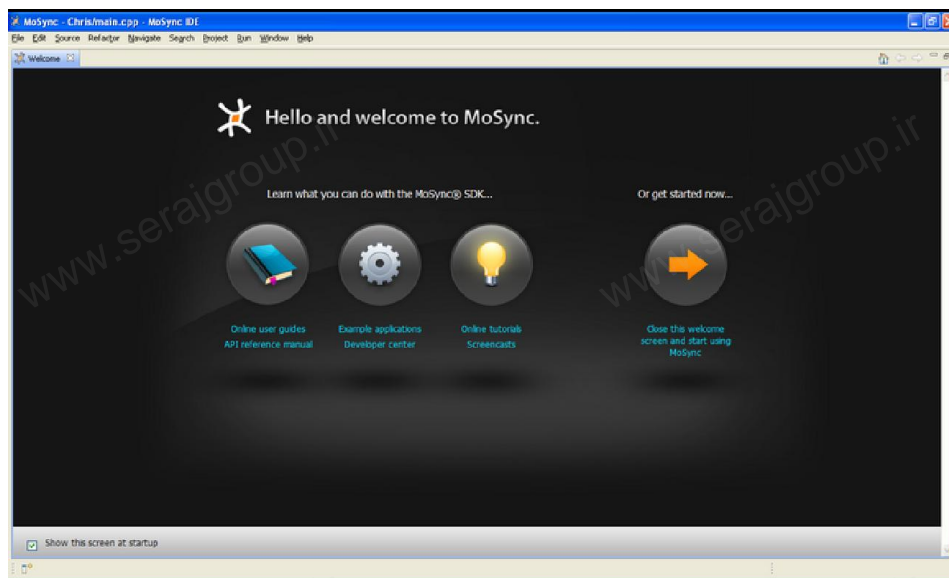 MoSync - Chris/main.cpp - MoSync IDE
File Edit Source Refactor Navigate Search Project Run Window Help
Welcome
Hello and welcome to MoSync.
Learn what you can do with the MoSync® SDK...
Or get started now...
Online user guides
API reference manual
Example applications
Developer center
Online tutorials
Screencasts
Close this welcome
screen and start using
MoSync
Show this screen at startup
www.serajgroup.ir
www.serajgroup.ir